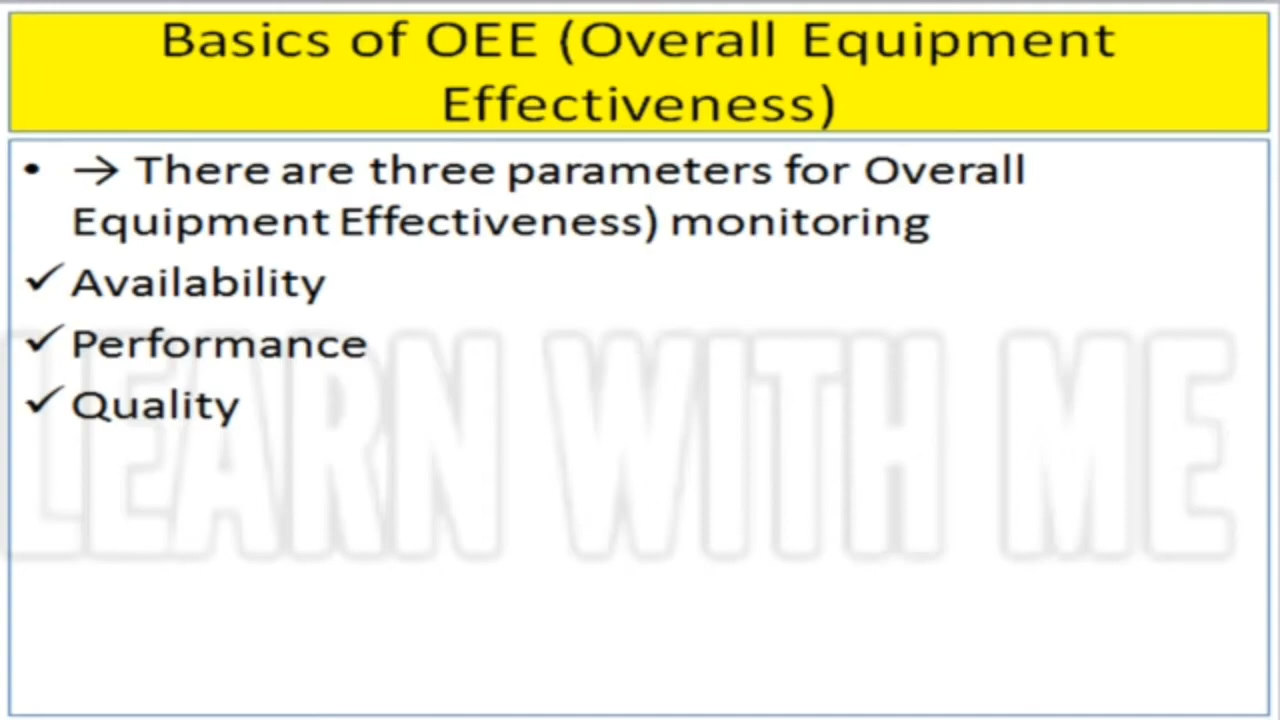 Basics of OEE (Overall Equipment
Effectiveness)
• → There are three parameters for Overall
Equipment Effectiveness) monitoring
✓ Availability
✓ Performance
✓ Quality
LEARN WITH ME